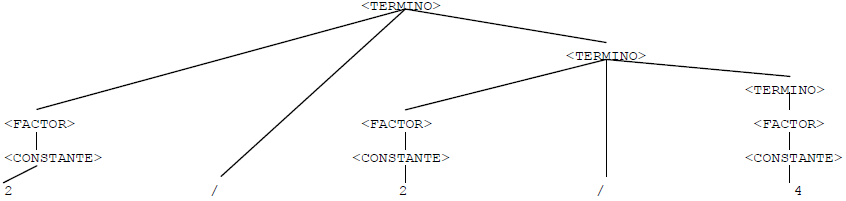 <TERMINO>
<TERMINO>
<TERMINO>
<FACTOR> <FACTOR> <FACTOR>
<CONSTANTE> <CONSTANTE> <CONSTANTE>
2 / 2 / 4